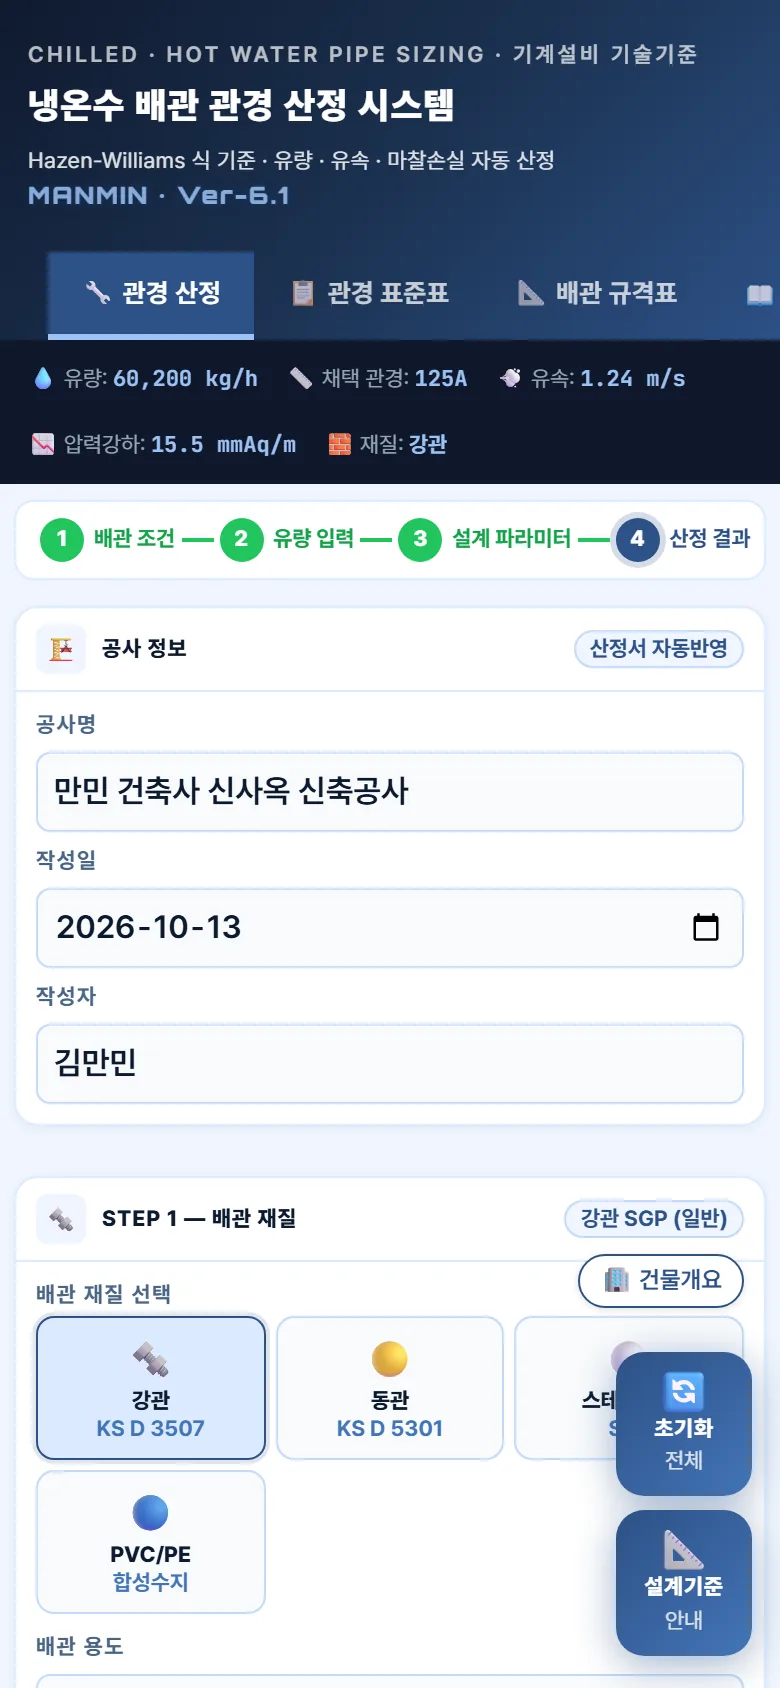 CHILLED · HOT WATER PIPE SIZING · 기계설비 기술기준
냉온수 배관 관경 산정 시스템
Hazen-Williams 식 기준 · 유량 · 유속 · 마찰손실 자동 산정
MANMIN · Ver-6.1
관경 산정 관경 표준표 배관 규격표
유량: 60,200 kg/h 채택 관경: 125A 유속: 1.24 m/s
압력강하: 15.5 mmAq/m 재질: 강관
1 배관 조건 2 유량 입력 3 설계 파라미터 4 산정 결과
공사 정보 산정서 자동반영
공사명
만민 건축사 신사옥 신축공사
작성일
2026-10-13
작성자
김만민
STEP 1 — 배관 재질 강관 SGP (일반)
건물개요
배관 재질 선택
강관 동관
KS D 3507 KS D 5301
초기화
전체
PVC/PE
합성수지
설계기준
안내
배관 용도